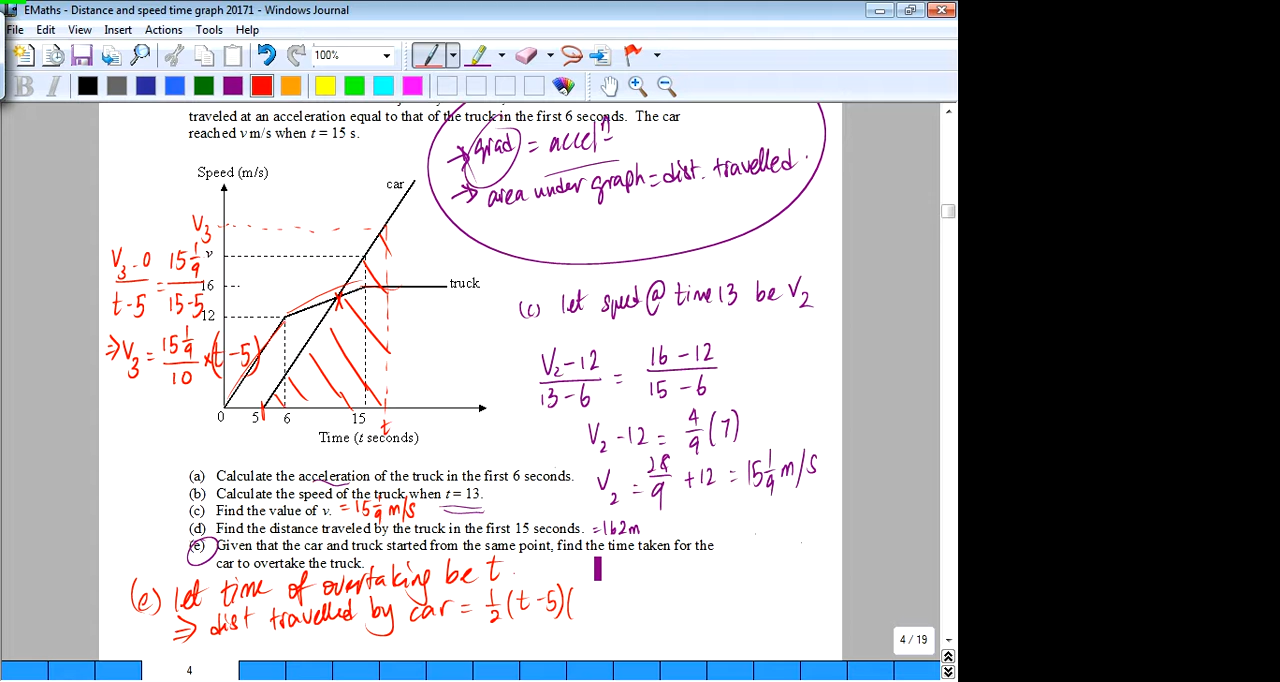 EMaths - Distance and speed time graph 20171 - Windows Journal
File Edit View Insert Actions Tools Help
100%
B I
traveled at an acceleration equal to that of the truck in the first 6 seconds. The car
reached v m/s when t = 15 s.
→ grad = accelⁿ
→ area under graph = dist. travelled.
Speed (m/s)
car
V₃
v
16
truck
12
0 5 6 15 t
Time (t seconds)
(V₃ - 0)/(t - 5) = (15 1/9)/(15 - 5)
⇒ V₃ = (15 1/9)/10 × (t - 5)
(c) let speed @ time 13 be V₂
(V₂ - 12)/(13 - 6) = (16 - 12)/(15 - 6)
V₂ - 12 = 4/9 (7)
V₂ = 28/9 + 12 = 15 1/9 m/s
(a) Calculate the acceleration of the truck in the first 6 seconds.
(b) Calculate the speed of the truck when t = 13.
(c) Find the value of v. = 15 1/9 m/s
(d) Find the distance traveled by the truck in the first 15 seconds. = 162m
(e) Given that the car and truck started from the same point, find the time taken for the
car to overtake the truck.
(e) let time of overtaking be t.
⇒ dist travelled by car = 1/2 (t - 5)(
4 / 19
4